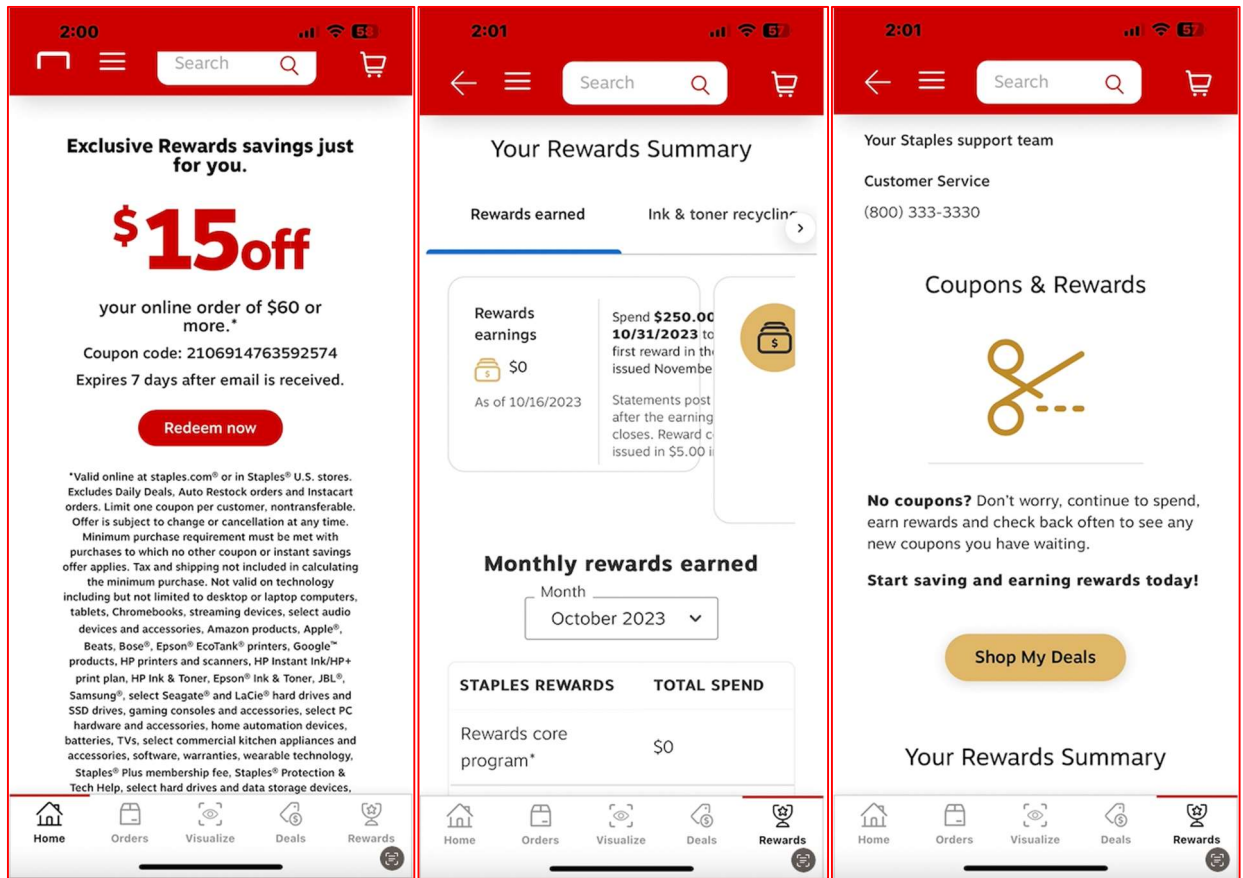 2:00
Search
Exclusive Rewards savings just
for you.
$15off
your online order of $60 or
more.*
Coupon code: 2106914763592574
Expires 7 days after email is received.
Redeem now
*Valid online at staples.com® or in Staples® U.S. stores.
Excludes Daily Deals, Auto Restock orders and Instacart
orders. Limit one coupon per customer, nontransferable.
Offer is subject to change or cancellation at any time.
Minimum purchase requirement must be met with
purchases to which no other coupon or instant savings
offer applies. Tax and shipping not included in calculating
the minimum purchase. Not valid on technology
including but not limited to desktop or laptop computers,
tablets, Chromebooks, streaming devices, select audio
devices and accessories, Amazon products, Apple®,
Beats, Bose®, Epson® EcoTank® printers, Google™
products, HP printers and scanners, HP Instant Ink/HP+
print plan, HP Ink & Toner, Epson® Ink & Toner, JBL®,
Samsung®, select Seagate® and LaCie® hard drives and
SSD drives, gaming consoles and accessories, select PC
hardware and accessories, home automation devices,
batteries, TVs, select commercial kitchen appliances and
accessories, software, warranties, wearable technology,
Staples® Plus membership fee, Staples® Protection &
Tech Help, select hard drives and data storage devices,
Home Orders Visualize Deals Rewards
2:01 57
Search
Your Rewards Summary
Rewards earned Ink & toner recycling
Rewards
earnings
$0
As of 10/16/2023
Spend $250.00
10/31/2023 to
first reward in th
issued Novembe
Statements post
after the earning
closes. Reward c
issued in $5.00 i
$
Monthly rewards earned
Month
October 2023
STAPLES REWARDS TOTAL SPEND
Rewards core
program*
$0
Home Orders Visualize Deals Rewards
2:01 57
Search
Your Staples support team
Customer Service
(800) 333-3330
Coupons & Rewards
No coupons? Don't worry, continue to spend,
earn rewards and check back often to see any
new coupons you have waiting.
Start saving and earning rewards today!
Shop My Deals
Your Rewards Summary
Home Orders Visualize Deals Rewards